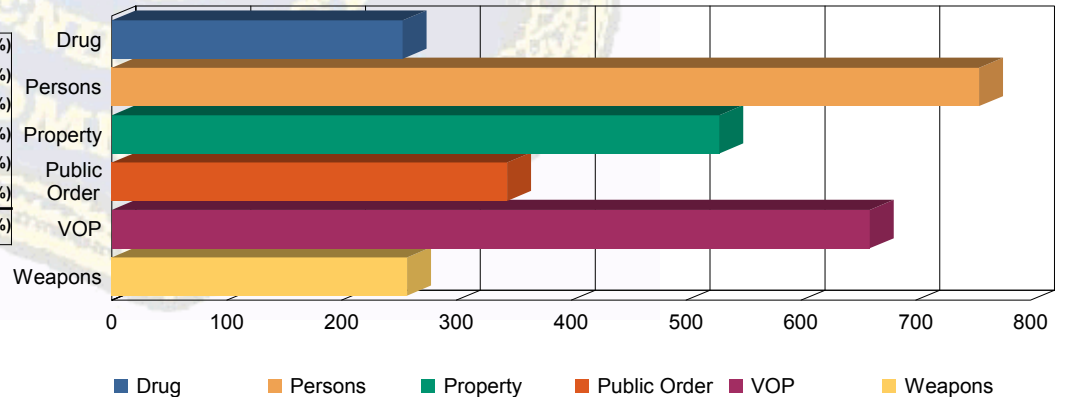 Drug
%)
%)
Persons
%)
%)
Property
%)
Public
Order
%)
%)
VOP
Weapons
0 100 200 300 400 500 600 700 800
Drug Persons Property Public Order VOP Weapons